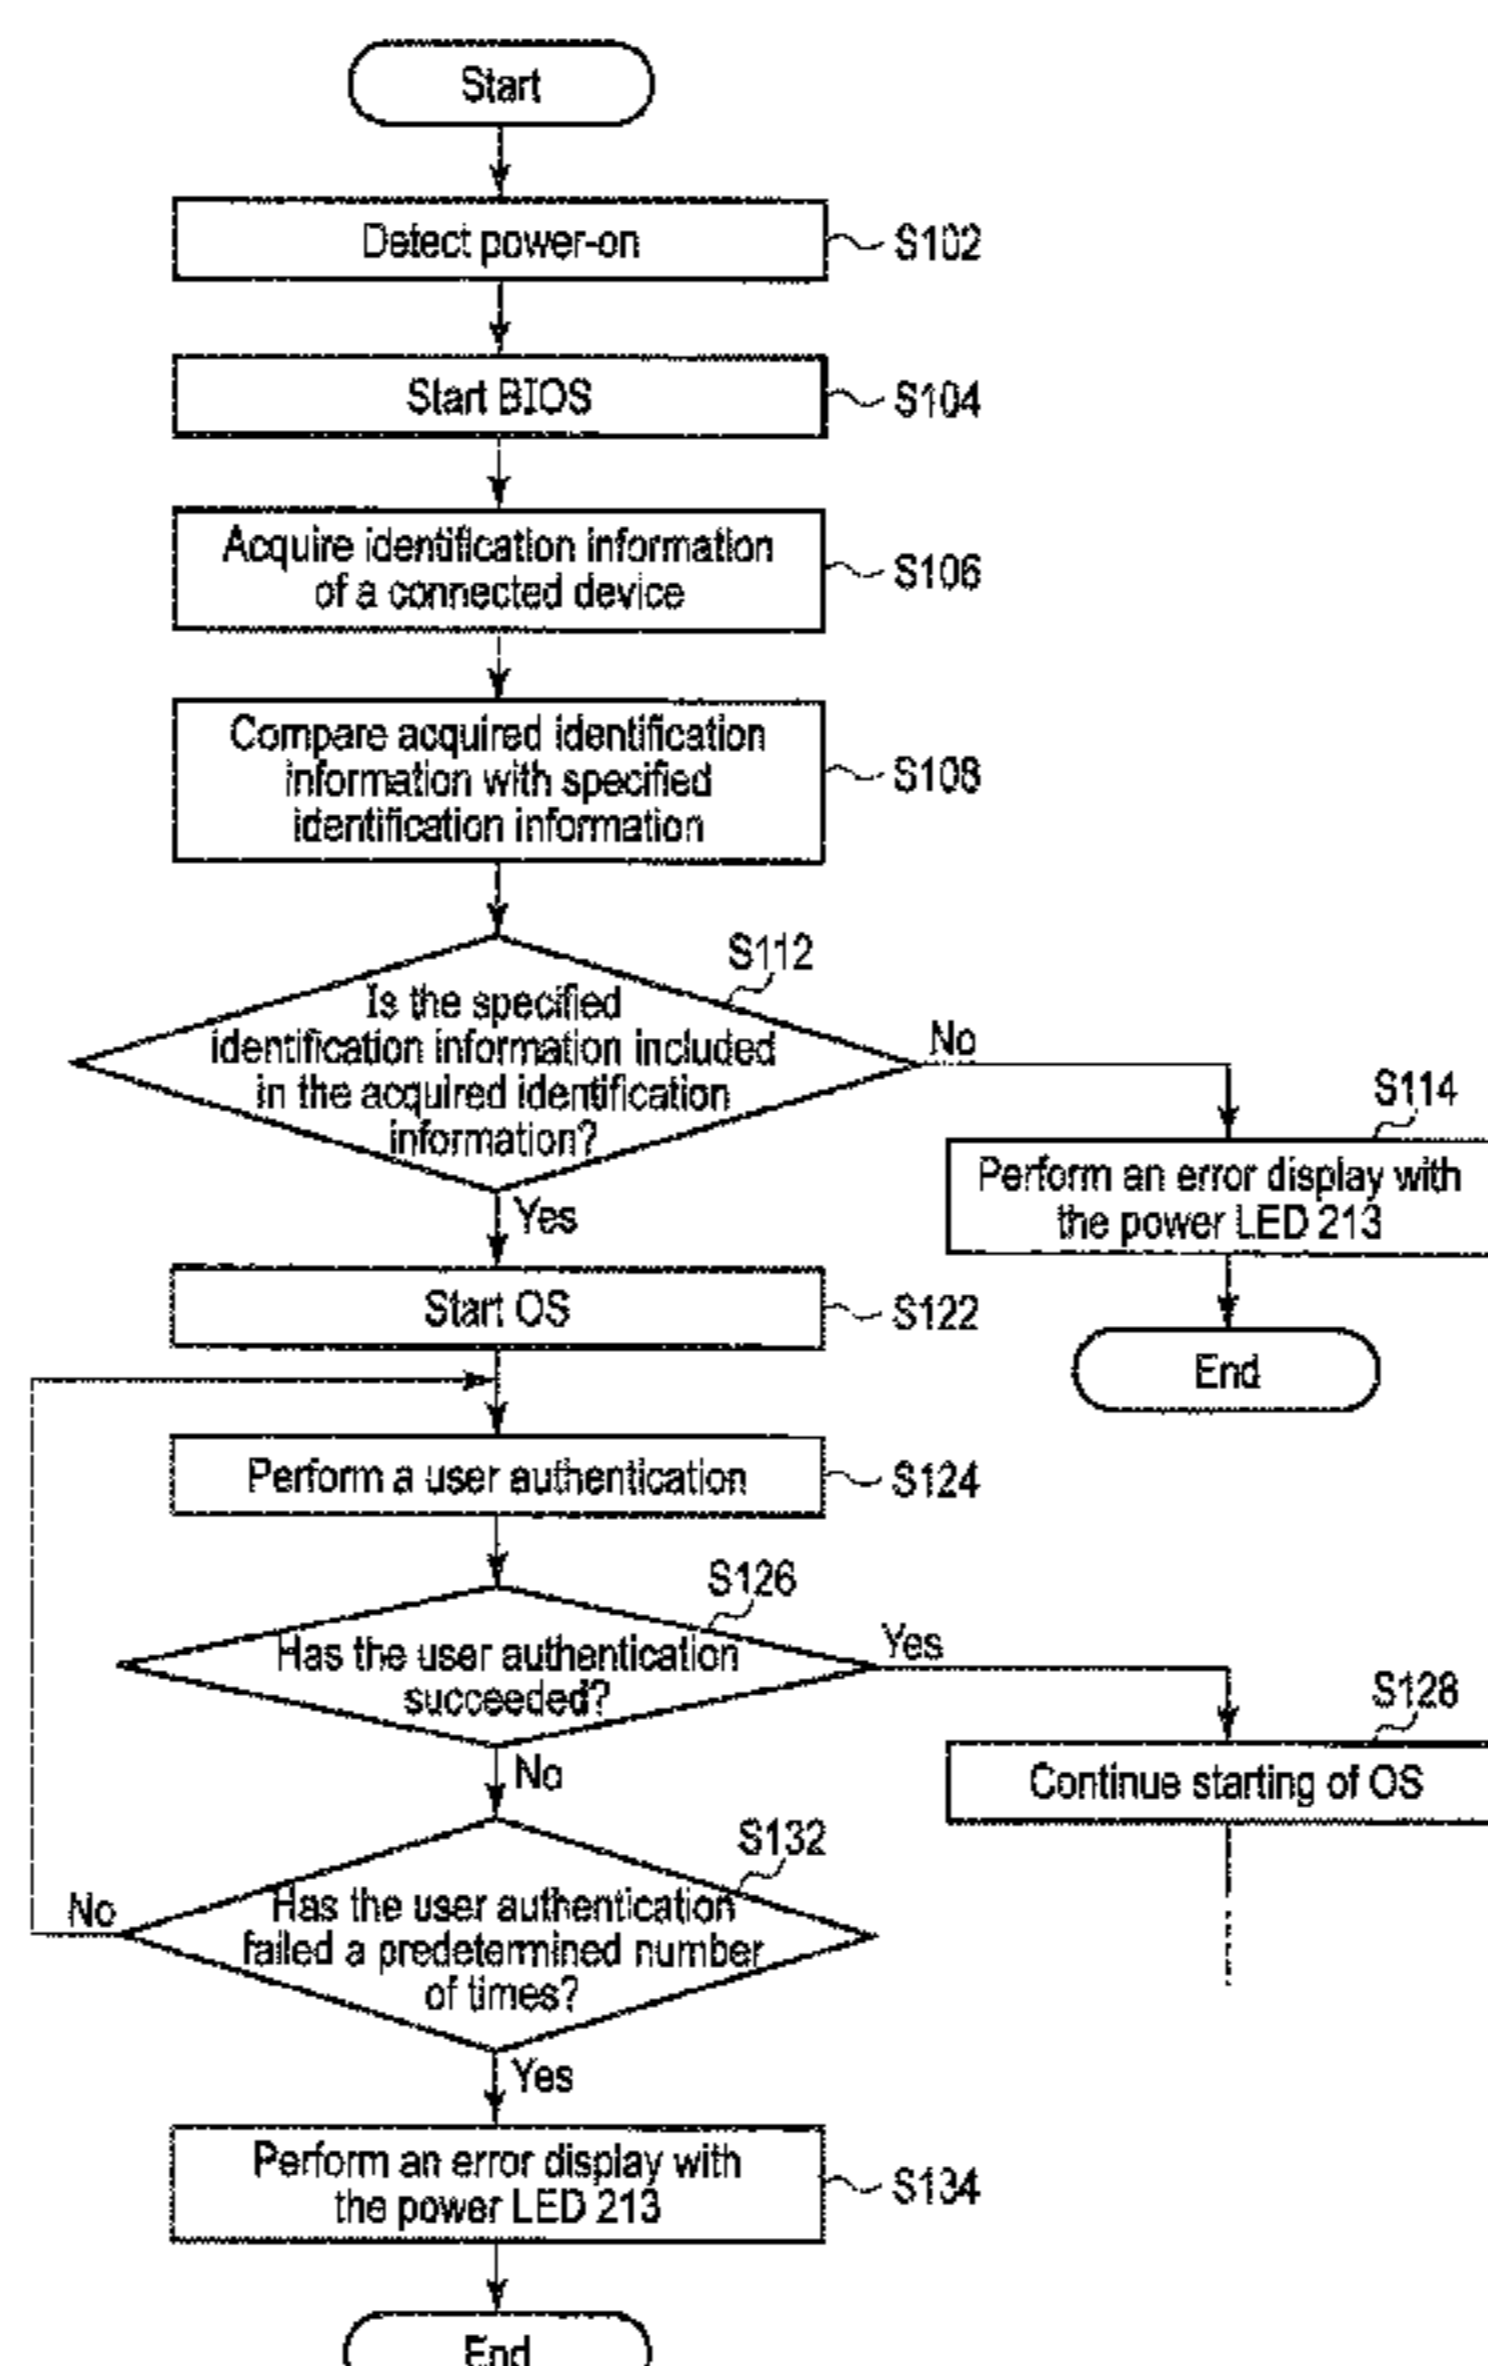 Start
Detect power-on
S102
Start BIOS
S104
Acquire identification information
of a connected device
S106
Compare acquired identification
information with specified
identification information
S108
S112
Is the specified
identification information included
in the acquired identification
information?
No
Yes
S114
Perform an error display with
the power LED 213
End
Start OS
S122
Perform a user authentication
S124
S126
Has the user authentication
succeeded?
Yes
No
S128
Continue starting of OS
S132
Has the user authentication
failed a predetermined number
of times?
No
Yes
Perform an error display with
the power LED 213
S134
End